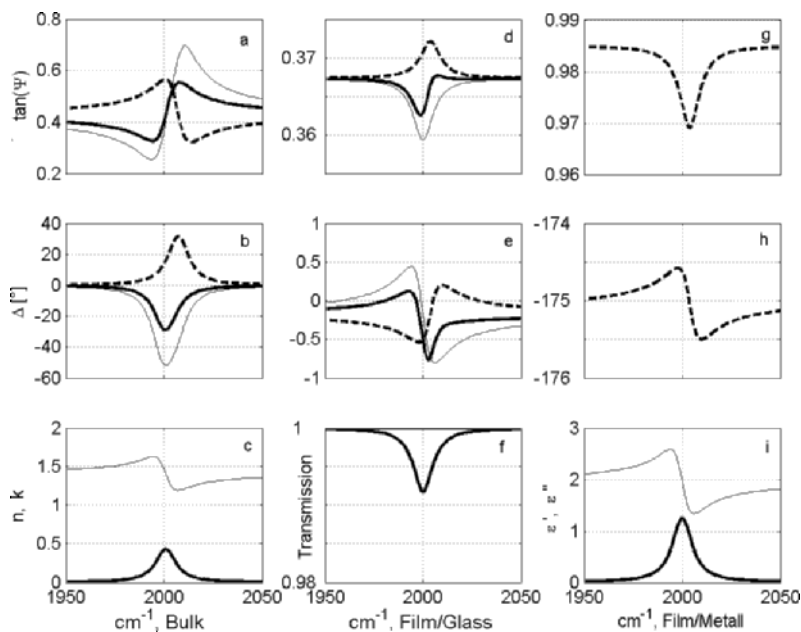 0.8
0.6
0.4
0.2
tan(Ψ)
a
0.37
0.36
d
0.99
0.98
0.97
0.96
g
40
20
0
-20
-40
-60
Δ [°]
b
1
0.5
0
-0.5
-1
e
-174
-175
-176
h
2
1.5
1
0.5
0
n, k
c
1
0.98
Transmission
f
3
2
1
0
ε', ε"
i
1950 2000 2050
1950 2000 2050
1950 2000 2050
cm⁻¹, Bulk
cm⁻¹, Film/Glass
cm⁻¹, Film/Metall